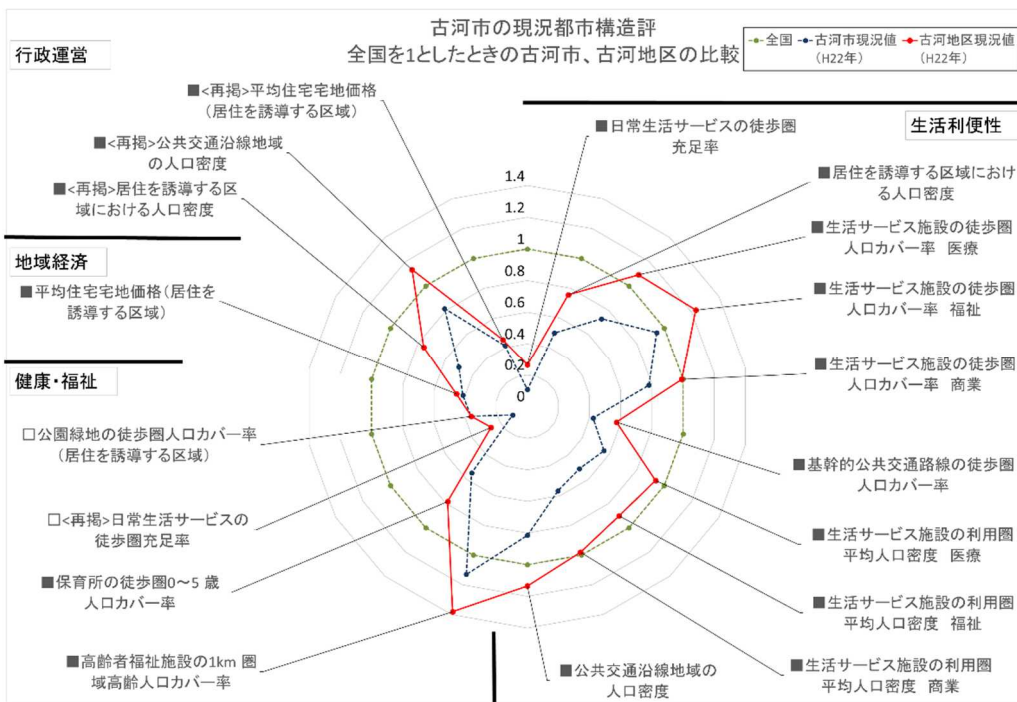 古河市の現況都市構造評
全国を1としたときの古河市、古河地区の比較
全国
古河市現況値
(H22年)
古河地区現況値
(H22年)
行政運営
■<再掲>平均住宅宅地価格
(居住を誘導する区域)
■<再掲>公共交通沿線地域
の人口密度
■<再掲>居住を誘導する区
域における人口密度
地域経済
■平均住宅宅地価格(居住を
誘導する区域)
健康・福祉
□公園緑地の徒歩圏人口カバー率
(居住を誘導する区域)
□<再掲>日常生活サービスの
徒歩圏充足率
■保育所の徒歩圏0~5 歳
人口カバー率
■高齢者福祉施設の1km 圏
域高齢人口カバー率
1.4
1.2
1
0.8
0.6
0.4
0.2
0
生活利便性
■日常生活サービスの徒歩圏
充足率
■居住を誘導する区域におけ
る人口密度
■生活サービス施設の徒歩圏
人口カバー率 医療
■生活サービス施設の徒歩圏
人口カバー率 福祉
■生活サービス施設の徒歩圏
人口カバー率 商業
■基幹的公共交通路線の徒歩圏
人口カバー率
■生活サービス施設の利用圏
平均人口密度 医療
■生活サービス施設の利用圏
平均人口密度 福祉
■生活サービス施設の利用圏
平均人口密度 商業
■公共交通沿線地域の
人口密度